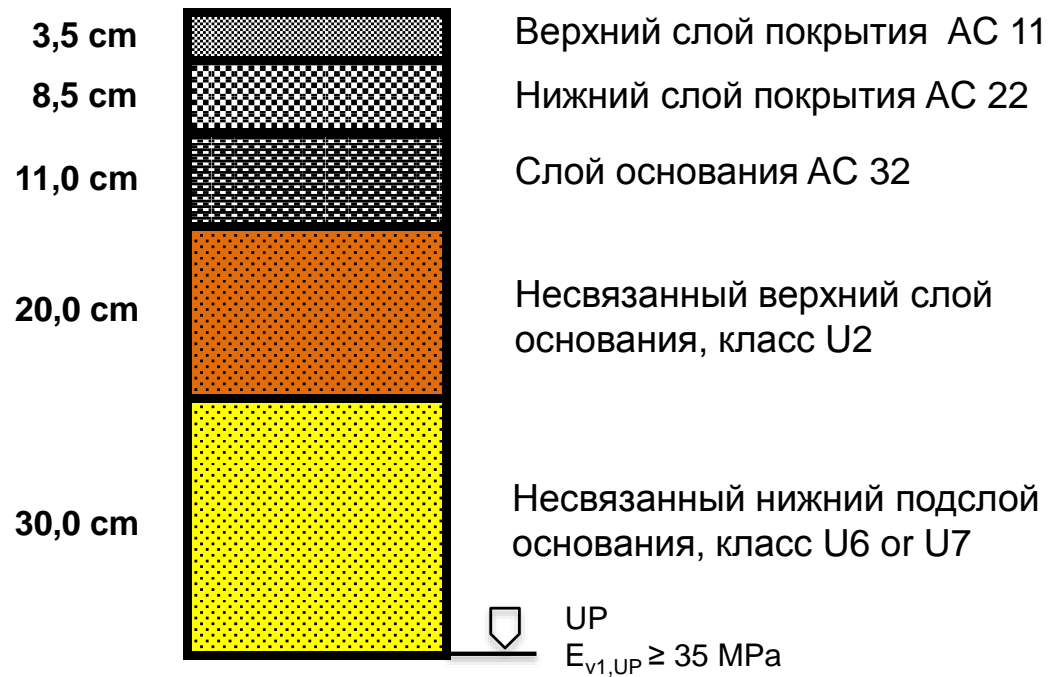 3,5 cm Верхний слой покрытия AC 11
8,5 cm Нижний слой покрытия AC 22
11,0 cm Слой основания AC 32
20,0 cm Несвязанный верхний слой
основания, класс U2
30,0 cm Несвязанный нижний подслой
основания, класс U6 or U7
UP
Ev1,UP ≥ 35 MPa